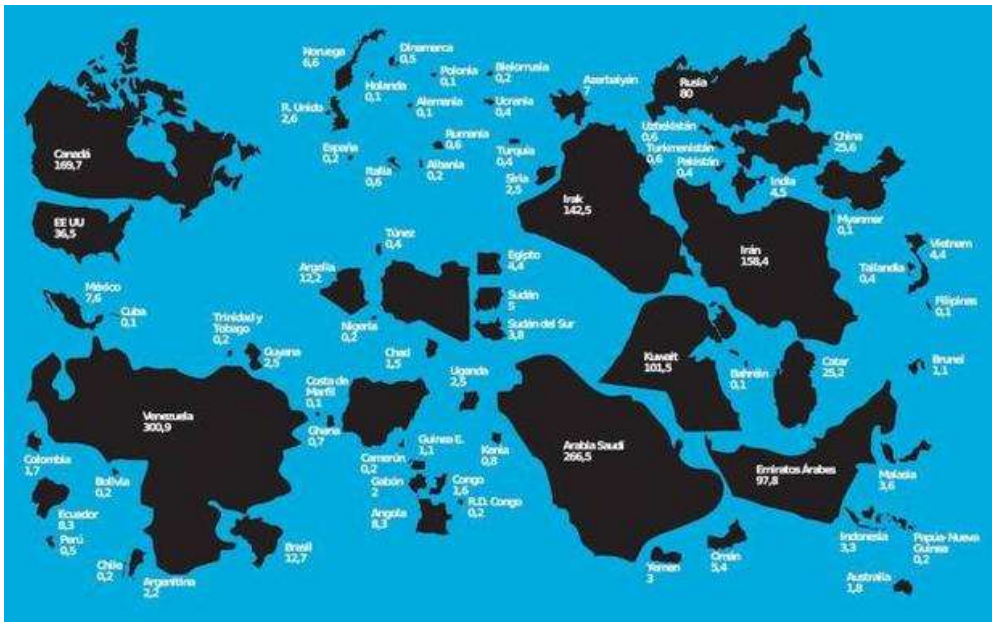 Canadá
169,7
EE UU
36,5
México
7,6
Cuba
0,1
Noruega
6,6
Dinamarca
0,5
Holanda
0,1
Polonia
0,1
Bielorrusia
0,2
R. Unido
2,6
Alemania
0,1
Ucrania
0,4
España
0,2
Rumania
0,6
Italia
0,6
Albania
0,2
Turquía
0,4
Siria
2,5
Azerbaiyán
7
Rusia
80
Uzbekistán
0,6
Turkmenistán
0,6
Pakistán
0,4
China
25,6
India
4,5
Irak
142,5
Irán
158,4
Myanmar
0,1
Vietnam
4,4
Tailandia
0,4
Filipinas
0,1
Brunei
1,1
Túnez
0,4
Argelia
12,2
Egipto
4,4
Sudán
5
Sudán del Sur
3,8
Nigeria
0,2
Chad
1,5
Uganda
2,5
Trinidad y
Tobago
0,2
Guyana
2,5
Venezuela
300,9
Costa de
Marfil
0,1
Ghana
0,7
Guinea E.
1,1
Camerún
0,2
Gabón
2
Congo
1,6
R.D. Congo
0,2
Angola
8,3
Kenia
0,8
Kuwait
101,5
Bahréin
0,1
Catar
25,2
Arabia Saudí
266,5
Emiratos Árabes
97,8
Malasia
3,6
Colombia
1,7
Bolivia
0,2
Ecuador
8,3
Perú
0,5
Chile
0,2
Argentina
2,2
Brasil
12,7
Yemen
3
Omán
5,4
Indonesia
3,3
Papúa- Nueva
Guinea
0,2
Australia
1,8